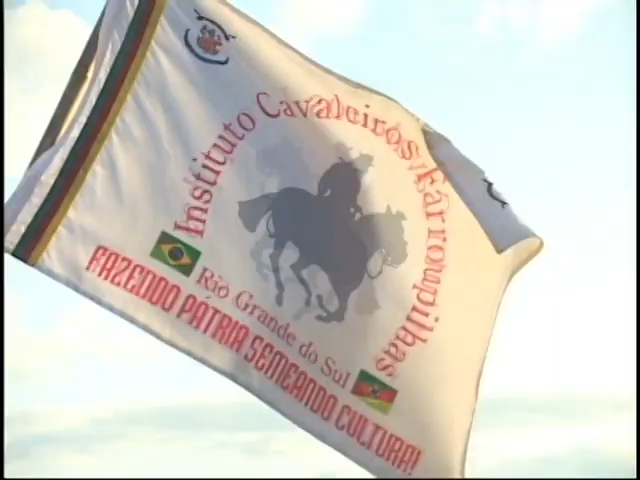 Instituto Cavaleiros Farroupilhas
Rio Grande do Sul
FAZENDO PÁTRIA SEMEANDO CULTURA!